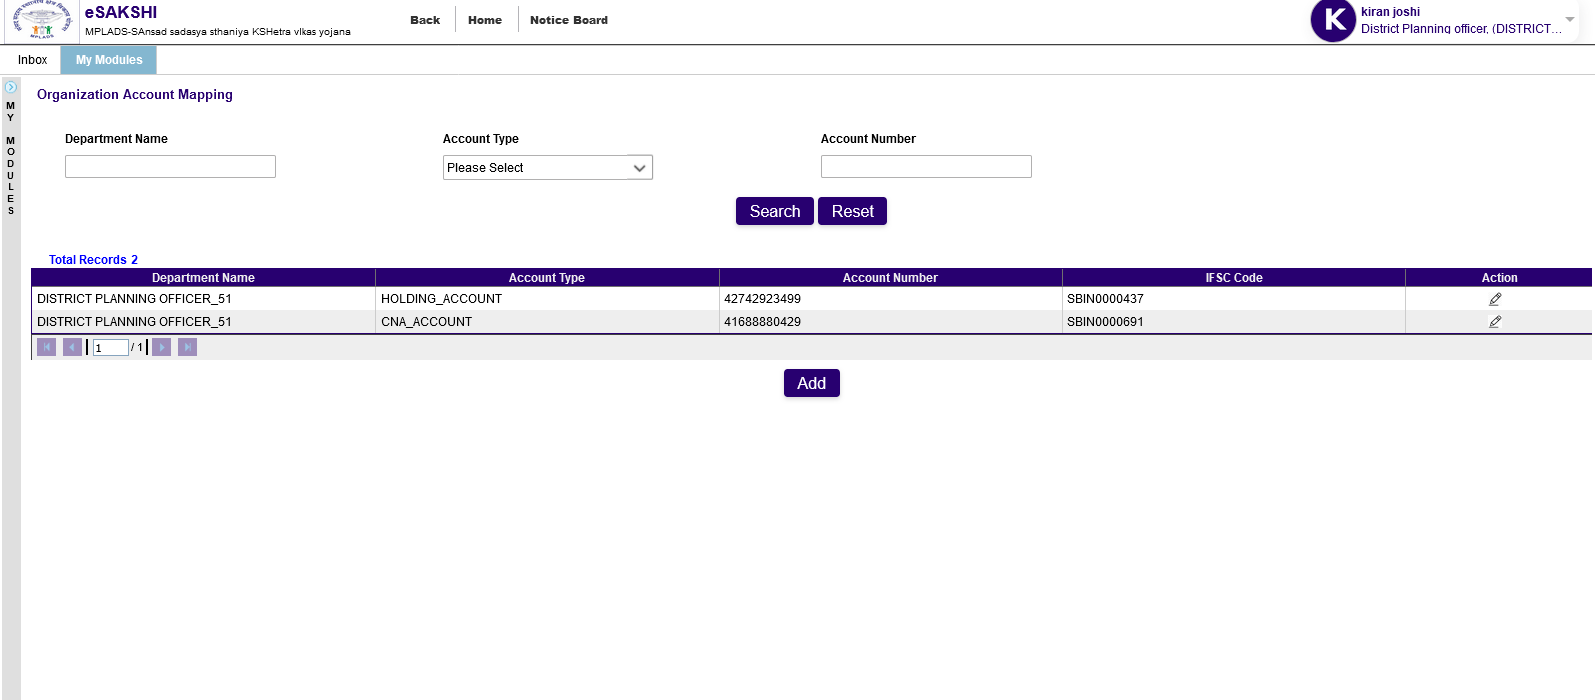 eSAKSHI
MPLADS-SAnsad sadasya sthaniya KSHetra vIkas yojana
MPLADS
Back Home Notice Board
K
kiran joshi
District Planning officer, (DISTRICT...
Inbox My Modules
MY MODULES
Organization Account Mapping
Department Name Account Type Account Number
Please Select
Search Reset
Total Records 2
Department Name Account Type Account Number IFSC Code Action
DISTRICT PLANNING OFFICER_51 HOLDING_ACCOUNT 42742923499 SBIN0000437
DISTRICT PLANNING OFFICER_51 CNA_ACCOUNT 41688880429 SBIN0000691
1 / 1
Add